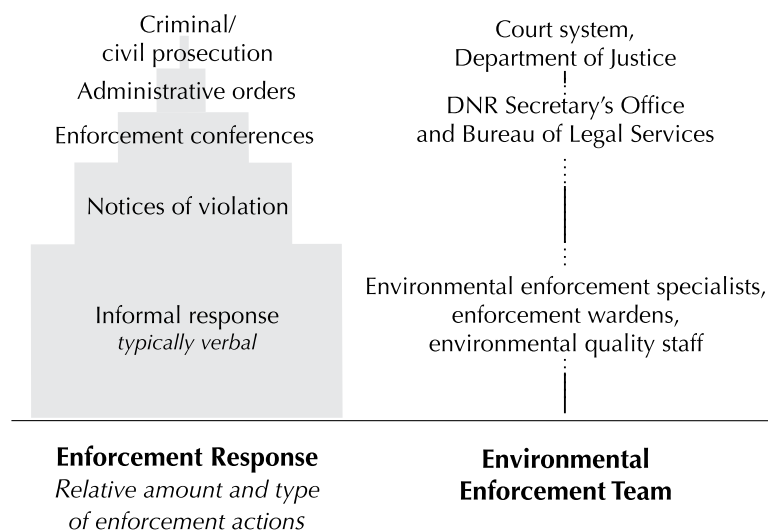 Criminal/
civil prosecution
Administrative orders
Enforcement conferences
Notices of violation
Informal response
typically verbal
Enforcement Response
Relative amount and type
of enforcement actions
Court system,
Department of Justice
DNR Secretary’s Office
and Bureau of Legal Services
Environmental enforcement specialists,
enforcement wardens,
environmental quality staff
Environmental
Enforcement Team